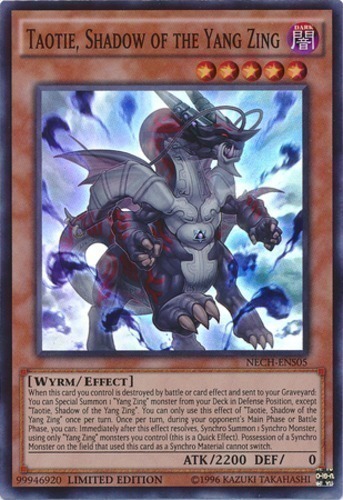 TAOTIE, SHADOW OF THE YANG ZING
DARK
闇
NECH-ENS05
[WYRM/EFFECT]
When this card you control is destroyed by battle or card effect and sent to your Graveyard:
You can Special Summon 1 "Yang Zing" monster from your Deck in Defense Position, except
"Taotie, Shadow of the Yang Zing". You can only use this effect of "Taotie, Shadow of the
Yang Zing" once per turn. Once per turn, during your opponent's Main Phase or Battle
Phase, you can: Immediately after this effect resolves, Synchro Summon 1 Synchro Monster,
using only "Yang Zing" monsters you control (this is a Quick Effect). Possession of a Synchro
Monster on the field that used this card as a Synchro Material cannot switch.
ATK/2200 DEF/ 0
99946920 LIMITED EDITION ©1996 KAZUKI TAKAHASHI